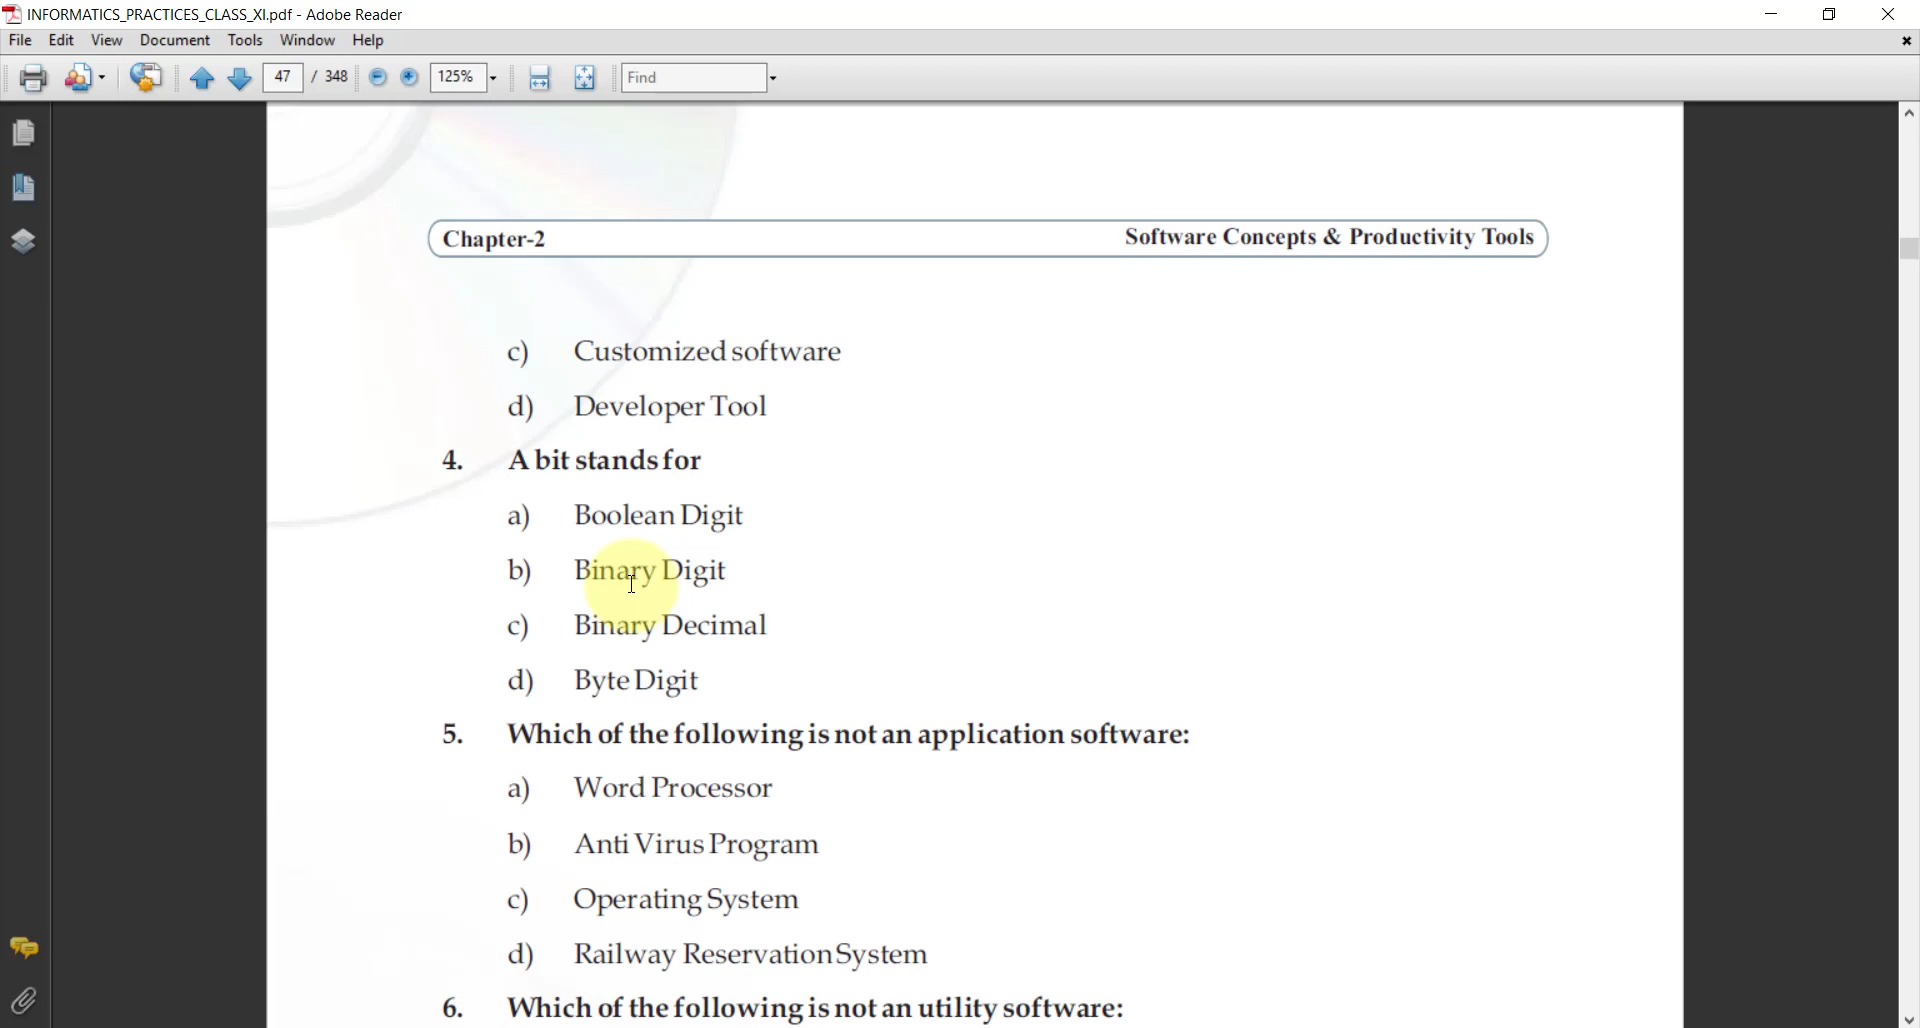 INFORMATICS_PRACTICES_CLASS_XI.pdf - Adobe Reader
File Edit View Document Tools Window Help
47 / 348 125% Find
Chapter-2 Software Concepts & Productivity Tools
c) Customized software
d) Developer Tool
4. A bit stands for
a) Boolean Digit
b) Binary Digit
c) Binary Decimal
d) Byte Digit
5. Which of the following is not an application software:
a) Word Processor
b) Anti Virus Program
c) Operating System
d) Railway Reservation System
6. Which of the following is not an utility software: